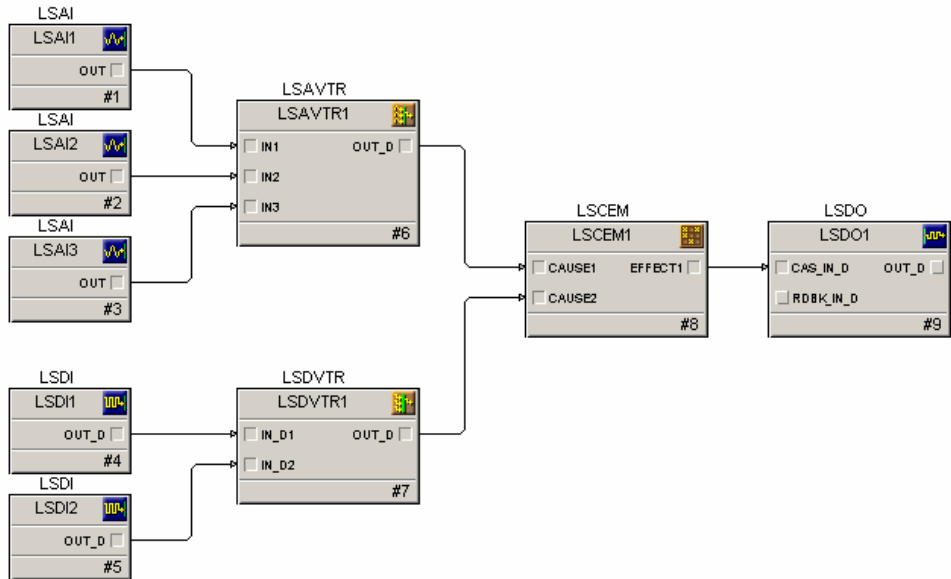 LSAI
LSAI1
OUT
#1
LSAI
LSAI2
OUT
#2
LSAI
LSAI3
OUT
#3
LSAVTR
LSAVTR1
IN1 OUT_D
IN2
IN3
#6
LSDI
LSDI1
OUT_D
#4
LSDI
LSDI2
OUT_D
#5
LSDVTR
LSDVTR1
IN_D1 OUT_D
IN_D2
#7
LSCEM
LSCEM1
CAUSE1 EFFECT1
CAUSE2
#8
LSDO
LSDO1
CAS_IN_D OUT_D
RDBK_IN_D
#9